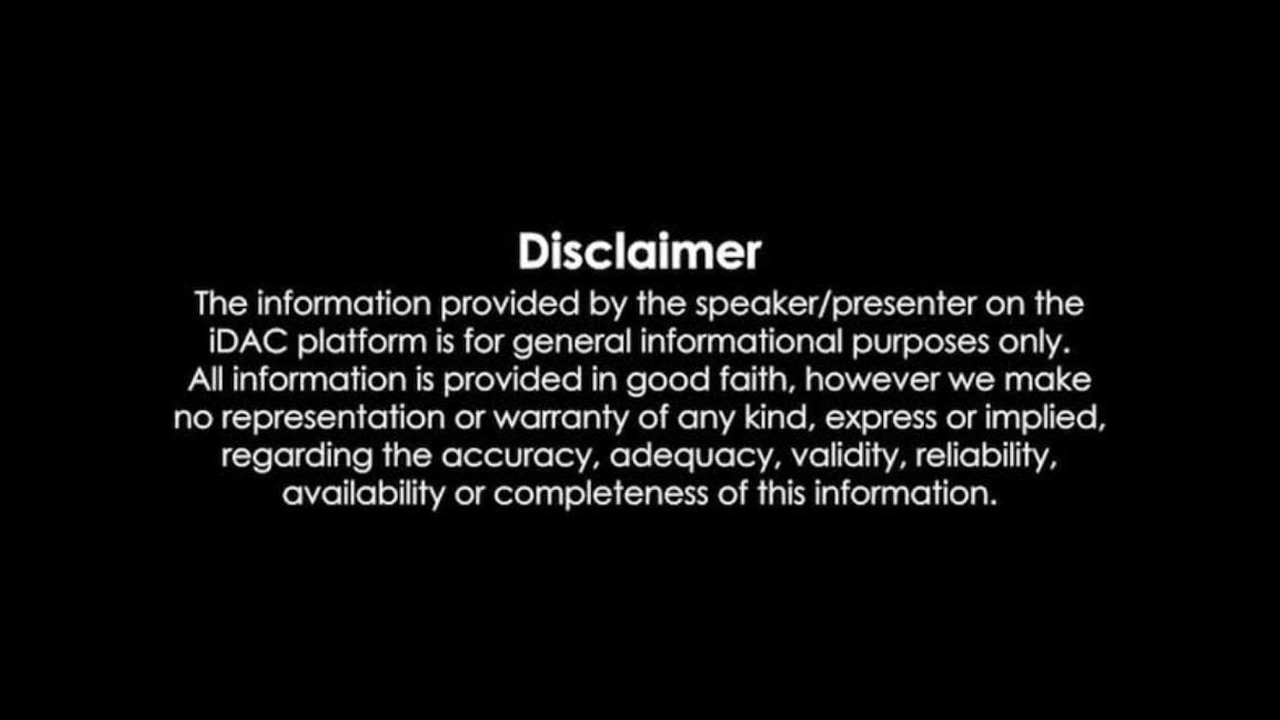 Disclaimer
The information provided by the speaker/presenter on the
iDAC platform is for general informational purposes only.
All information is provided in good faith, however we make
no representation or warranty of any kind, express or implied,
regarding the accuracy, adequacy, validity, reliability,
availability or completeness of this information.